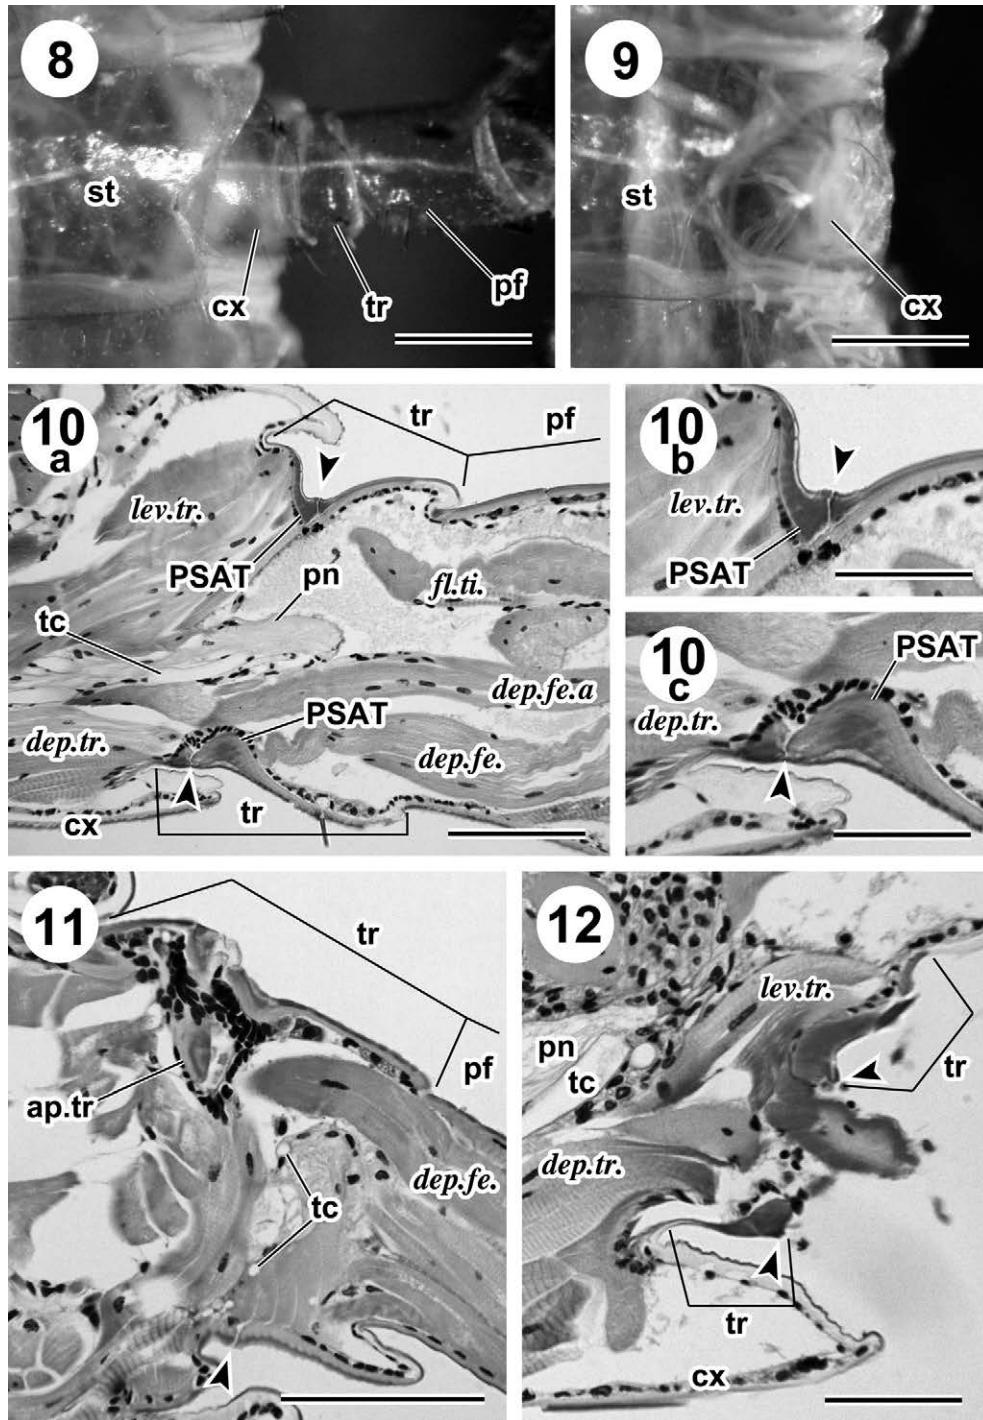 8
st
cx
tr
pf
9
st
cx
10
a
tr
pf
lev.tr.
PSAT
pn
fl.ti.
tc
dep.fe.a
PSAT
dep.tr.
dep.fe.
cx
tr
10
b
lev.tr.
PSAT
10
c
PSAT
dep.tr.
11
tr
pf
ap.tr
dep.fe.
tc
12
lev.tr.
pn
tc
tr
dep.tr.
tr
cx